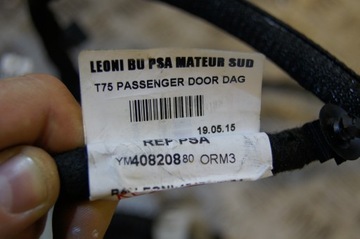 LEONI BU PSA MATEUR SUD
T75 PASSENGER DOOR DAG
19.05.15
REF PSA
YM40820880 ORM3